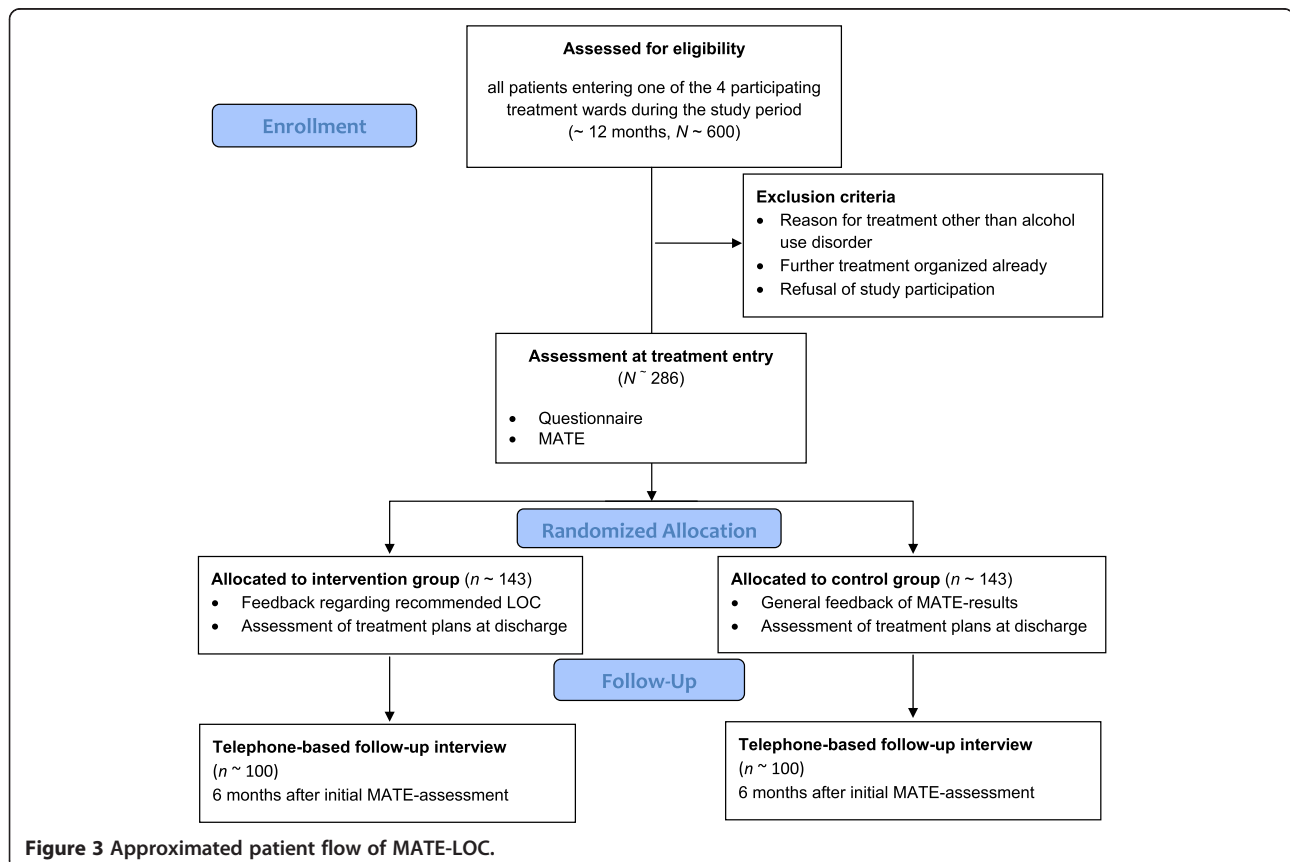 Assessed for eligibility
all patients entering one of the 4 participating
treatment wards during the study period
(~ 12 months, N ~ 600)
Enrollment
Exclusion criteria
• Reason for treatment other than alcohol
use disorder
• Further treatment organized already
• Refusal of study participation
Assessment at treatment entry
(N ~ 286)
• Questionnaire
• MATE
Randomized Allocation
Allocated to intervention group (n ~ 143)
• Feedback regarding recommended LOC
• Assessment of treatment plans at discharge
Allocated to control group (n ~ 143)
• General feedback of MATE-results
• Assessment of treatment plans at discharge
Follow-Up
Telephone-based follow-up interview
(n ~ 100)
6 months after initial MATE-assessment
Telephone-based follow-up interview
(n ~ 100)
6 months after initial MATE-assessment
Figure 3 Approximated patient flow of MATE-LOC.